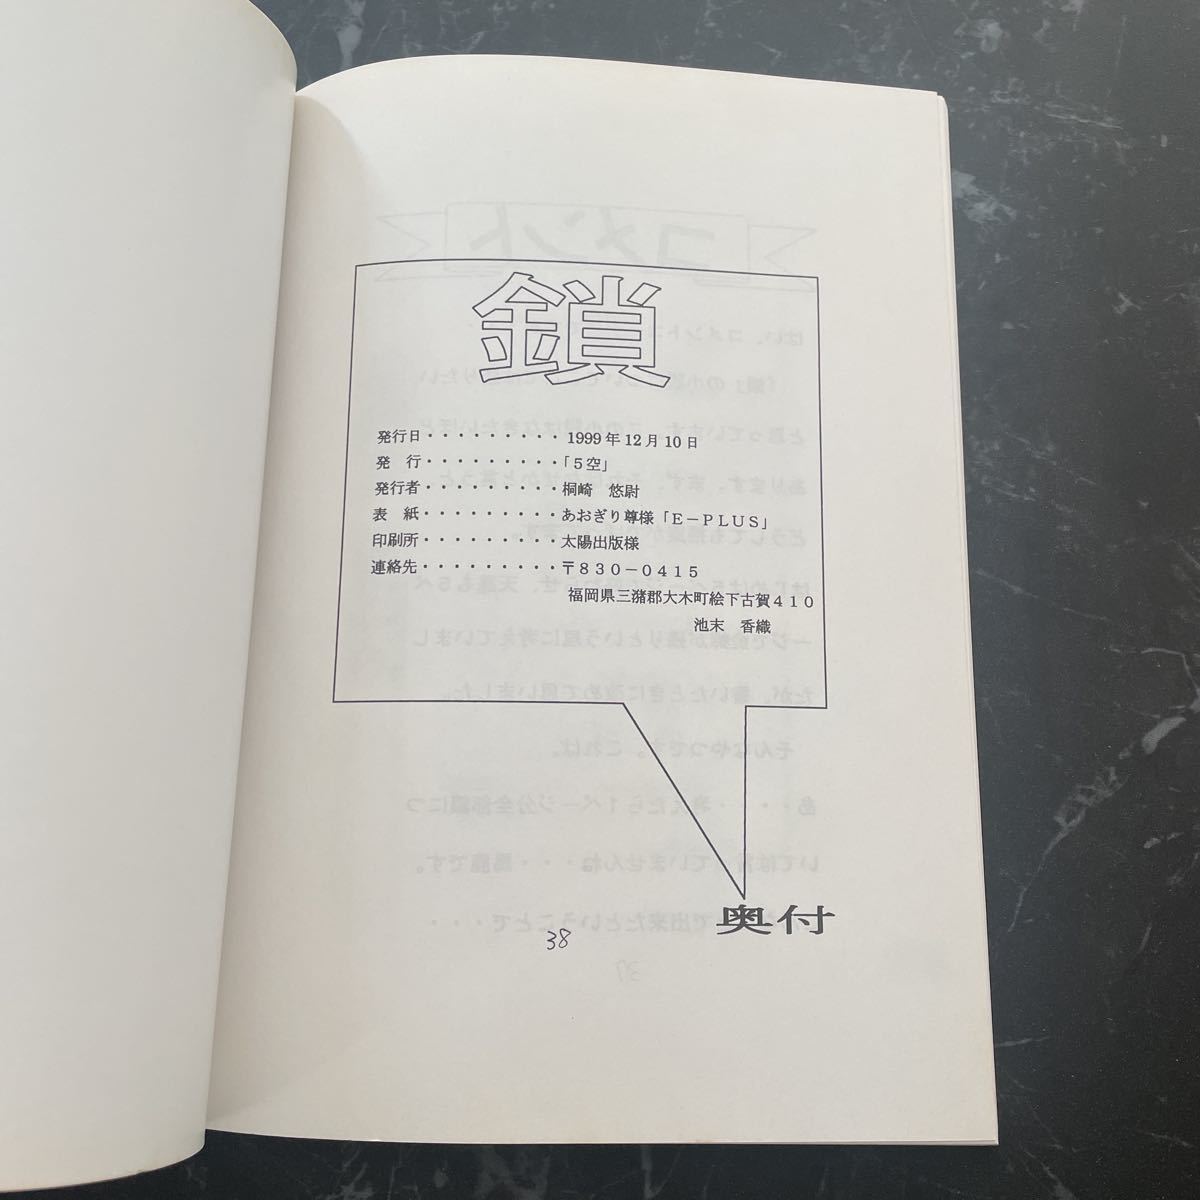 鎖
発行日・・・・・・・・・1999年12月10日
発　行・・・・・・・・・「５空」
発行者・・・・・・・・・桐崎　悠尉
表　紙・・・・・・・・・あおぎり尊様「Ｅ－ＰＬＵＳ」
印刷所・・・・・・・・・太陽出版様
連絡先・・・・・・・・・〒８３０－０４１５
福岡県三潴郡大木町絵下古賀４１０
池末　香織
奥付
38